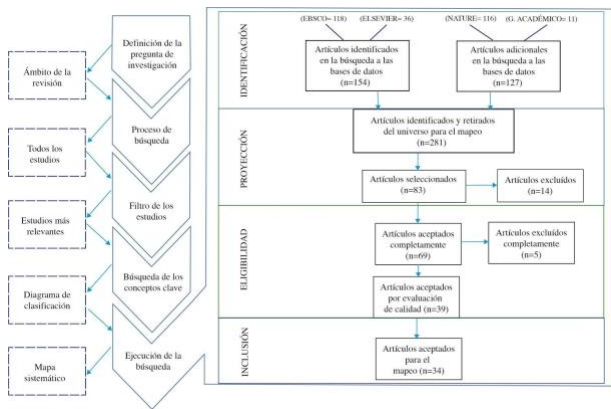 Ámbito de la
revisión
Todos los
estudios
Estudios más
relevantes
Diagrama de
clasificación
Mapa
sistemático
Definición de la
pregunta de
investigación
Proceso de
búsqueda
Filtro de los
estudios
Búsqueda de los
conceptos clave
Ejecución de la
búsqueda
IDENTIFICACIÓN
(EBSCO= 118)
(ELSEVIER= 36)
(NATURE= 116)
(G. ACADÉMICO= 11)
Artículos identificados
en la búsqueda a las
bases de datos
(n=154)
Artículos adicionales
en la búsqueda a las
bases de datos
(n=127)
PROYECCIÓN
Artículos identificados y retirados
del universo para el mapeo
(n=281)
Artículos seleccionados
(n=83)
Artículos excluídos
(n=14)
ELIGIBILIDAD
Artículos aceptados
completamente
(n=69)
Artículos excluídos
completamente
(n=5)
Artículos aceptados
por evaluación
de calidad (n=39)
INCLUSIÓN
Artículos aceptados
para el
mapeo (n=34)